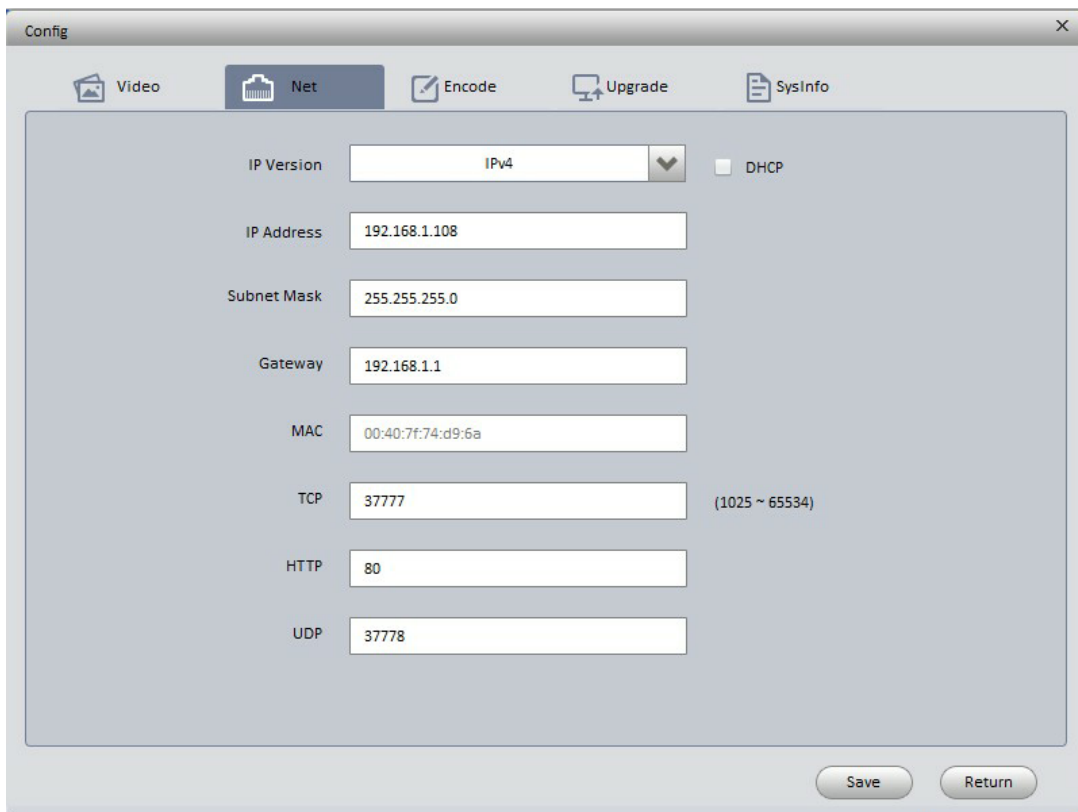 Config
Video Net Encode Upgrade SysInfo
IP Version IPv4 DHCP
IP Address 192.168.1.108
Subnet Mask 255.255.255.0
Gateway 192.168.1.1
MAC 00:40:7f:74:d9:6a
TCP 37777 (1025 ~ 65534)
HTTP 80
UDP 37778
Save Return